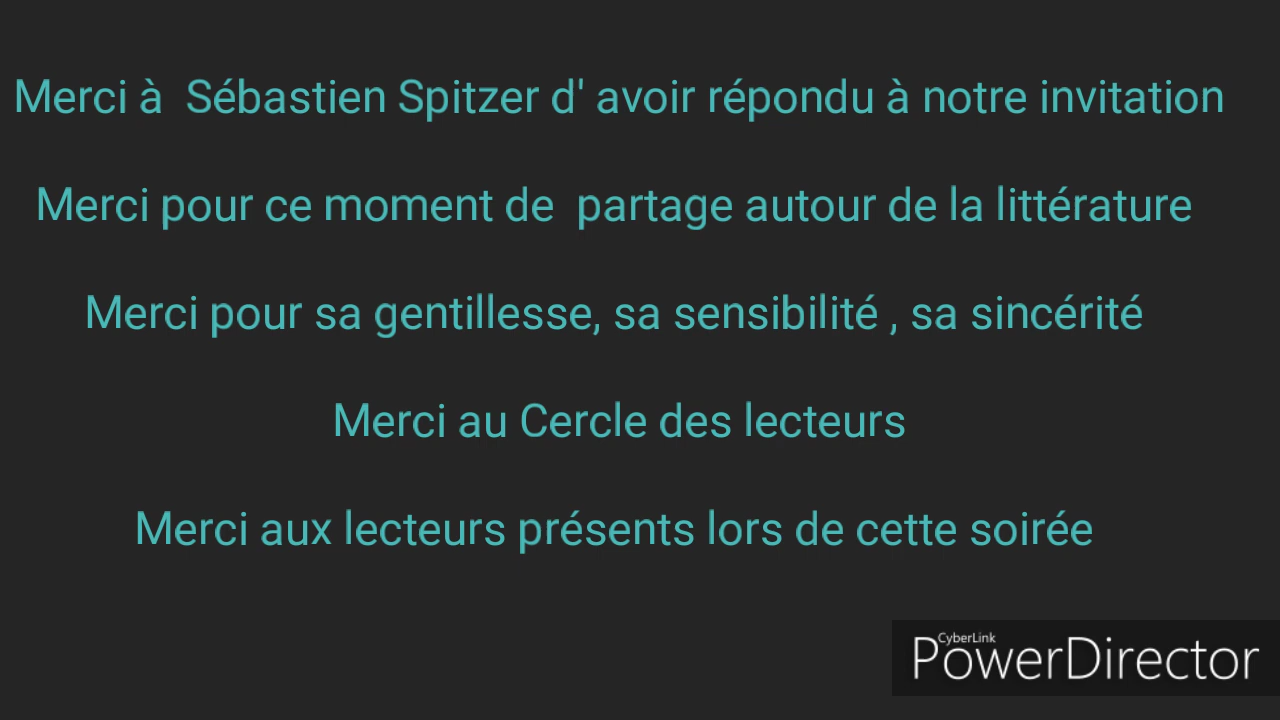 Merci à  Sébastien Spitzer d' avoir répondu à notre invitation
Merci pour ce moment de  partage autour de la littérature
Merci pour sa gentillesse, sa sensibilité , sa sincérité
Merci au Cercle des lecteurs
Merci aux lecteurs présents lors de cette soirée
CyberLink
PowerDirector